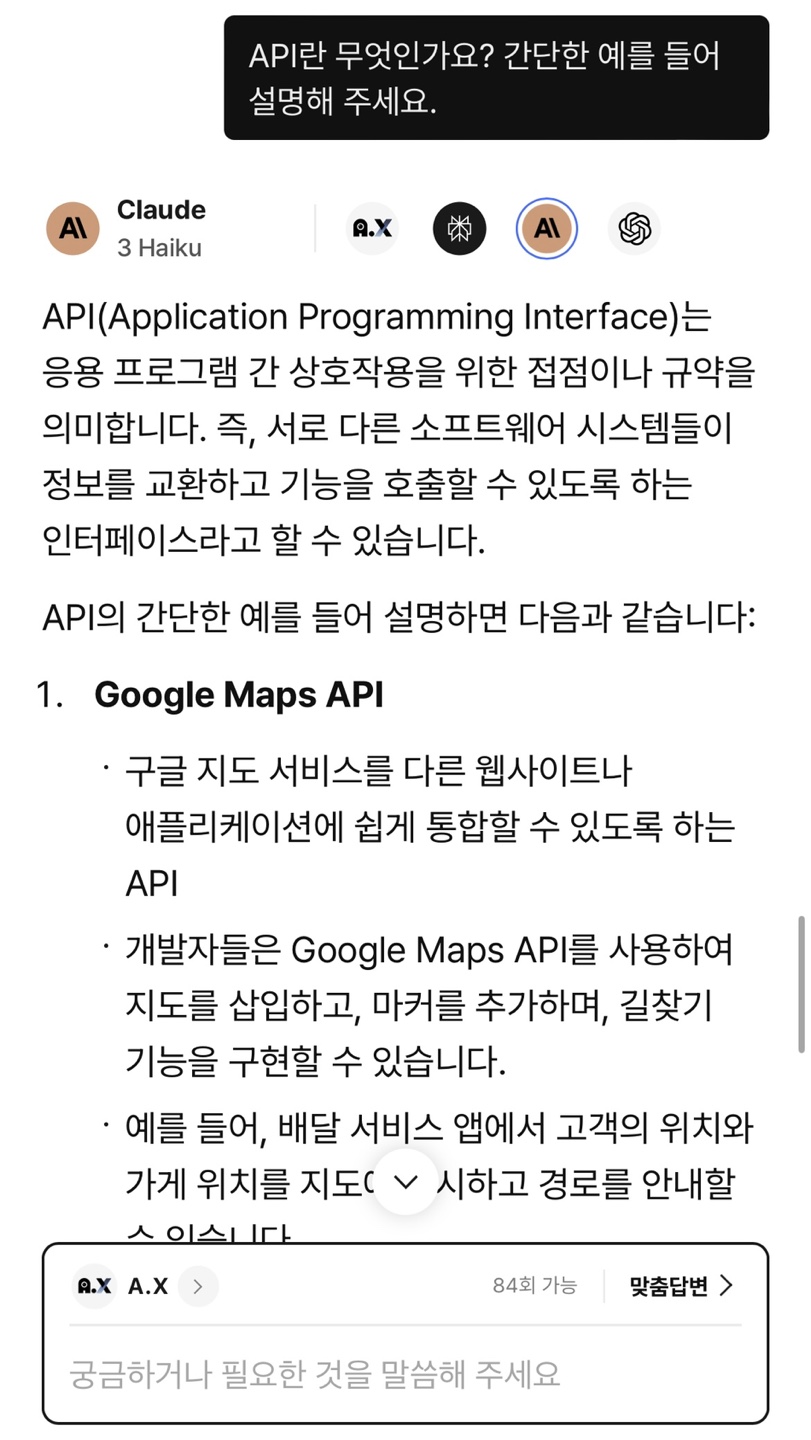 API란 무엇인가요? 간단한 예를 들어
설명해 주세요.
Claude
3 Haiku
A.X
API(Application Programming Interface)는
응용 프로그램 간 상호작용을 위한 접점이나 규약을
의미합니다. 즉, 서로 다른 소프트웨어 시스템들이
정보를 교환하고 기능을 호출할 수 있도록 하는
인터페이스라고 할 수 있습니다.
API의 간단한 예를 들어 설명하면 다음과 같습니다:
1. Google Maps API
· 구글 지도 서비스를 다른 웹사이트나
애플리케이션에 쉽게 통합할 수 있도록 하는
API
· 개발자들은 Google Maps API를 사용하여
지도를 삽입하고, 마커를 추가하며, 길찾기
기능을 구현할 수 있습니다.
· 예를 들어, 배달 서비스 앱에서 고객의 위치와
가게 위치를 시하고 경로를 안내할
수 있습니다
A.X A.X 84회 가능 맞춤답변
궁금하거나 필요한 것을 말씀해 주세요